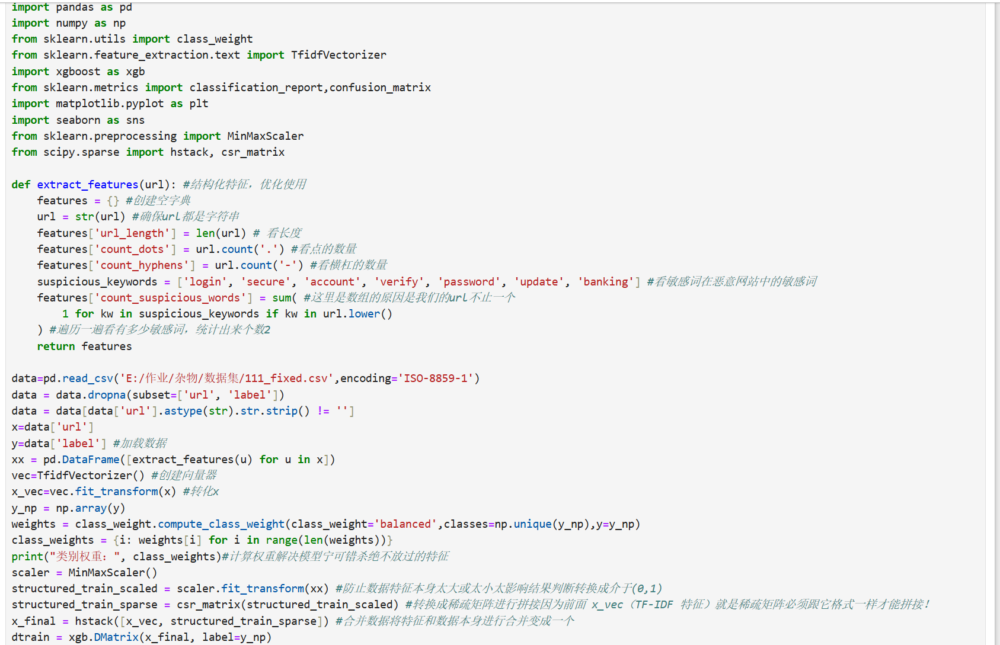 import pandas as pd
import numpy as np
from sklearn.utils import class_weight
from sklearn.feature_extraction.text import TfidfVectorizer
import xgboost as xgb
from sklearn.metrics import classification_report,confusion_matrix
import matplotlib.pyplot as plt
import seaborn as sns
from sklearn.preprocessing import MinMaxScaler
from scipy.sparse import hstack, csr_matrix

def extract_features(url): #结构化特征，优化使用
    features = {} #创建空字典
    url = str(url) #确保url都是字符串
    features['url_length'] = len(url) # 看长度
    features['count_dots'] = url.count('.') #看点的数量
    features['count_hyphens'] = url.count('-') #看横杠的数量
    suspicious_keywords = ['login', 'secure', 'account', 'verify', 'password', 'update', 'banking'] #看敏感词在恶意网站中的敏感词
    features['count_suspicious_words'] = sum( #这里是数组的原因是我们的url不止一个
        1 for kw in suspicious_keywords if kw in url.lower()
    ) #遍历一遍看有多少敏感词，统计出来个数2
    return features

data=pd.read_csv('E:/作业/杂物/数据集/111_fixed.csv',encoding='ISO-8859-1')
data = data.dropna(subset=['url', 'label'])
data = data[data['url'].astype(str).str.strip() != '']
x=data['url']
y=data['label'] #加载数据
xx = pd.DataFrame([extract_features(u) for u in x])
vec=TfidfVectorizer() #创建向量器
x_vec=vec.fit_transform(x) #转化x
y_np = np.array(y)
weights = class_weight.compute_class_weight(class_weight='balanced',classes=np.unique(y_np),y=y_np)
class_weights = {i: weights[i] for i in range(len(weights))}
print("类别权重：", class_weights)#计算权重解决模型宁可错杀绝不放过的特征
scaler = MinMaxScaler()
structured_train_scaled = scaler.fit_transform(xx) #防止数据特征本身太大或太小太影响结果判断转换成介于(0,1)
structured_train_sparse = csr_matrix(structured_train_scaled) #转换成稀疏矩阵进行拼接因为前面 x_vec（TF-IDF 特征）就是稀疏矩阵必须跟它格式一样才能拼接！
x_final = hstack([x_vec, structured_train_sparse]) #合并数据将特征和数据本身进行合并变成一个
dtrain = xgb.DMatrix(x_final, label=y_np)